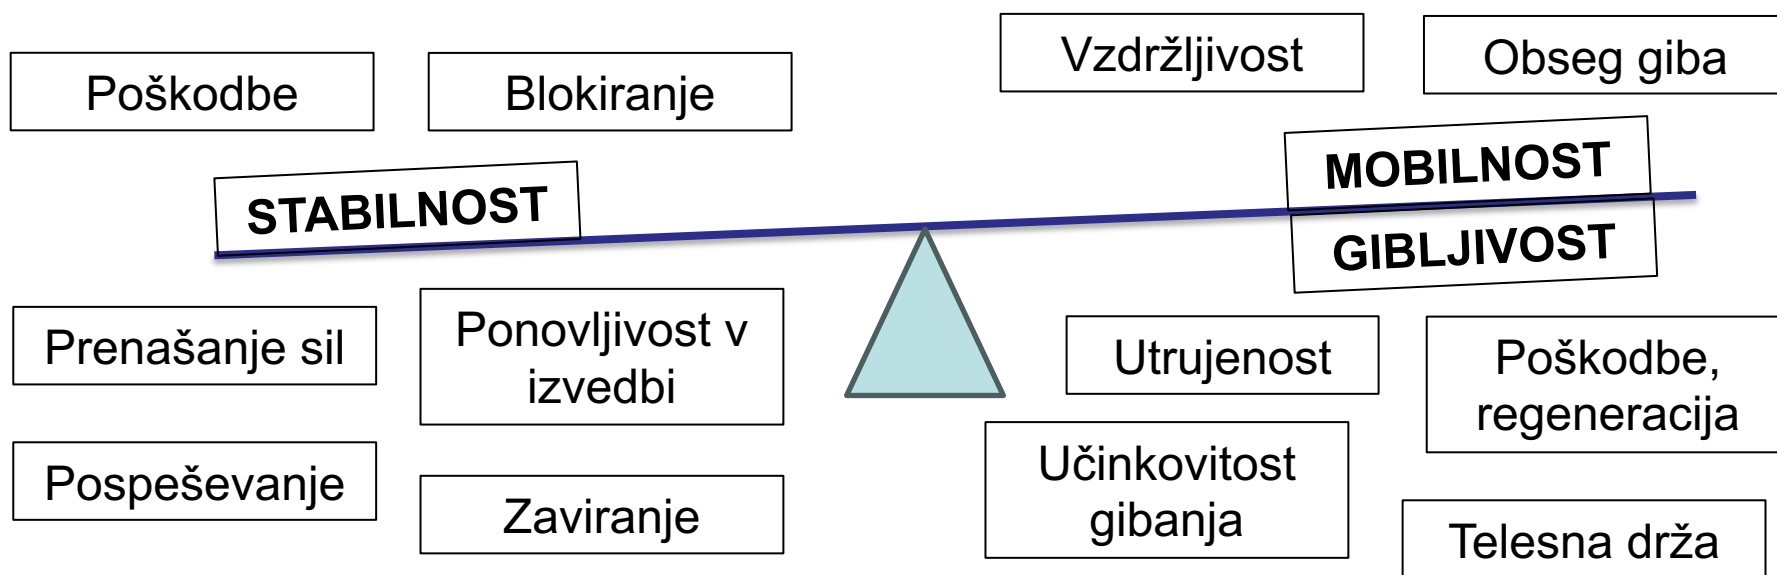 Poškodbe
Blokiranje
Vzdržljivost
Obseg giba
STABILNOST
MOBILNOST
GIBLJIVOST
Prenašanje sil
Ponovljivost v
izvedbi
Utrujenost
Poškodbe,
regeneracija
Pospeševanje
Zaviranje
Učinkovitost
gibanja
Telesna drža